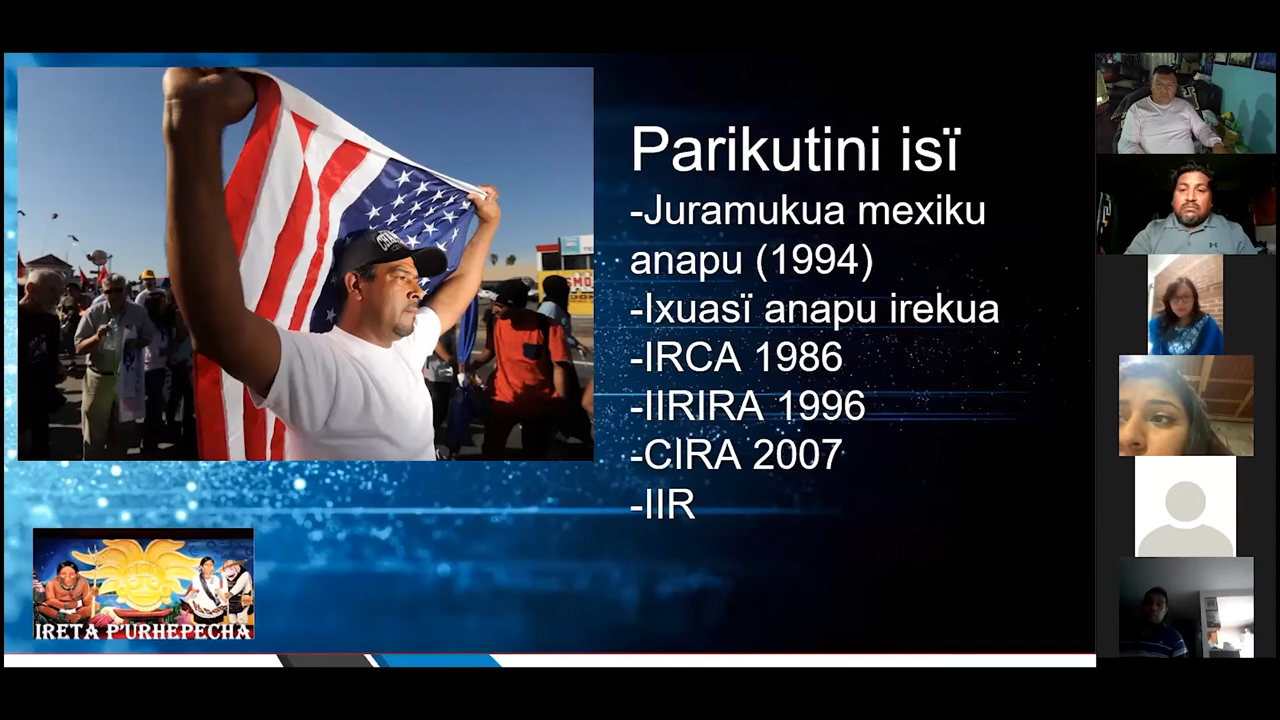 Parikutini isï
-Juramukua mexiku
anapu (1994)
-Ixuasï anapu irekua
-IRCA 1986
-IIRIRA 1996
-CIRA 2007
-IIR
IRETA P'URHEPECHA